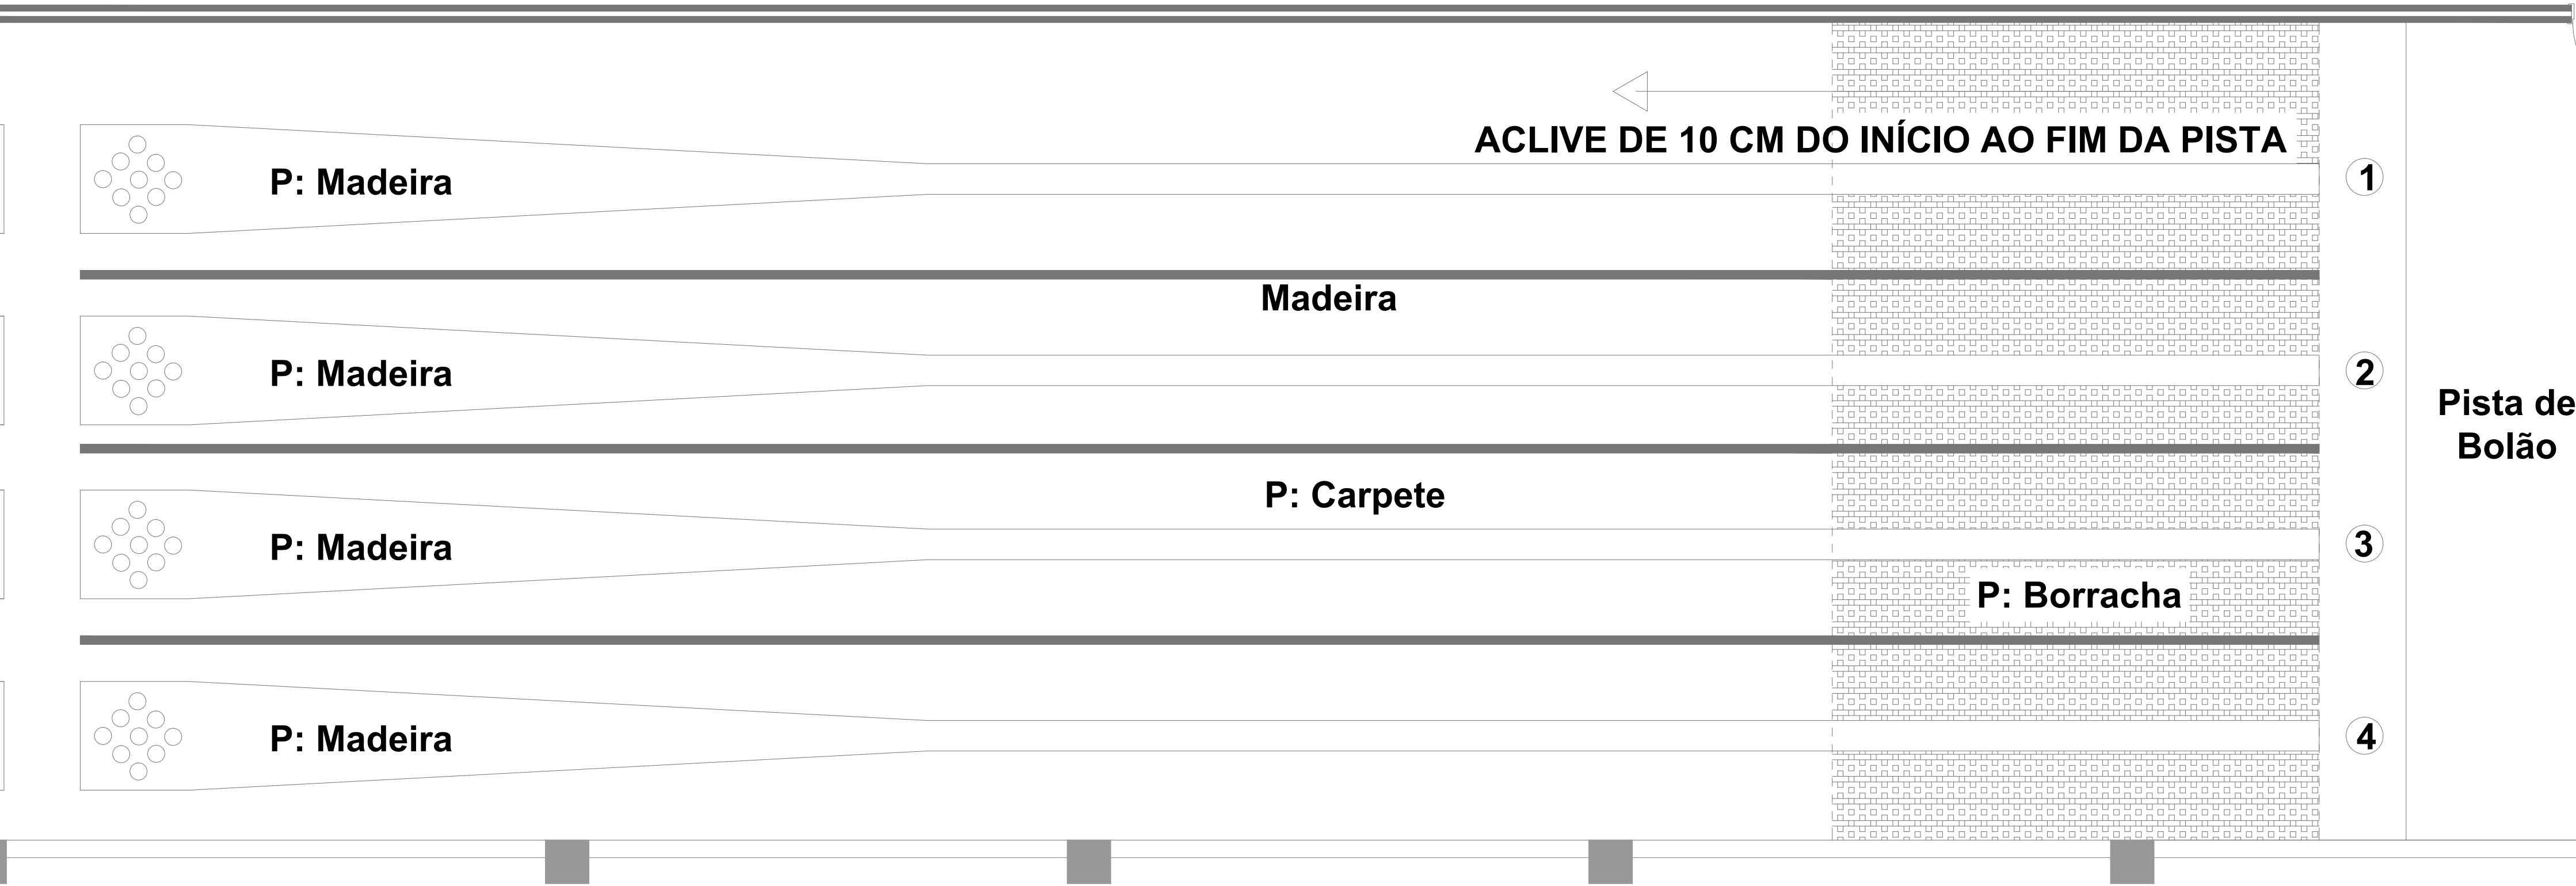 ACLIVE DE 10 CM DO INÍCIO AO FIM DA PISTA
P: Madeira
1
Madeira
P: Madeira
2
Pista de
Bolão
P: Carpete
P: Madeira
3
P: Borracha
P: Madeira
4